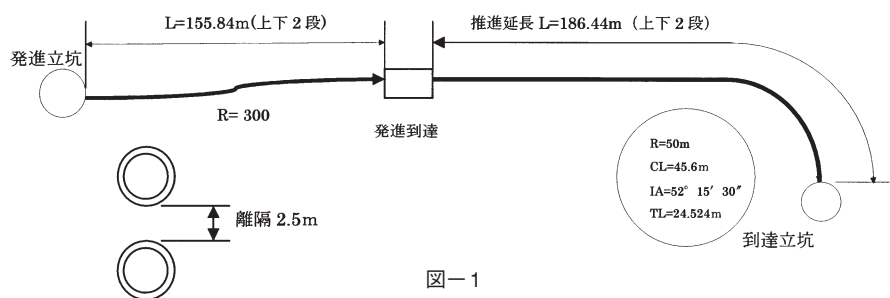 L=155.84m(上下2段)
推進延長 L=186.44m (上下2段)
発進立坑
R= 300
発進到達
R=50m
CL=45.6m
IA=52° 15′ 30″
TL=24.524m
離隔 2.5m
到達立坑
図－1